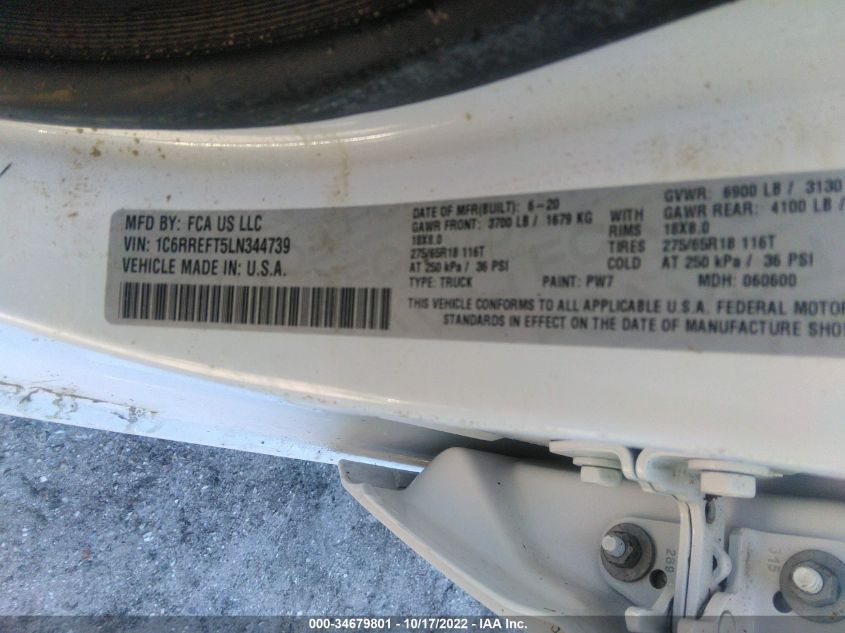 MFD BY: FCA US LLC
VIN: 1C6RREFT5LN344739
VEHICLE MADE IN: U.S.A.
DATE OF MFR(BUILT): 6-20
GAWR FRONT: 3700 LB / 1679 KG
18X8.0
275/65R18 116T
AT 250 kPa / 36 PSI
WITH
RIMS
TIRES
COLD
GVWR: 6900 LB / 3130
GAWR REAR: 4100 LB /
18X8.0
275/65R18 116T
AT 250 kPa / 36 PSI
TYPE: TRUCK PAINT: PW7 MDH: 060600
THIS VEHICLE CONFORMS TO ALL APPLICABLE U.S.A. FEDERAL MOTOR
STANDARDS IN EFFECT ON THE DATE OF MANUFACTURE SHO
315
000-34679801 - 10/17/2022 - IAA Inc.